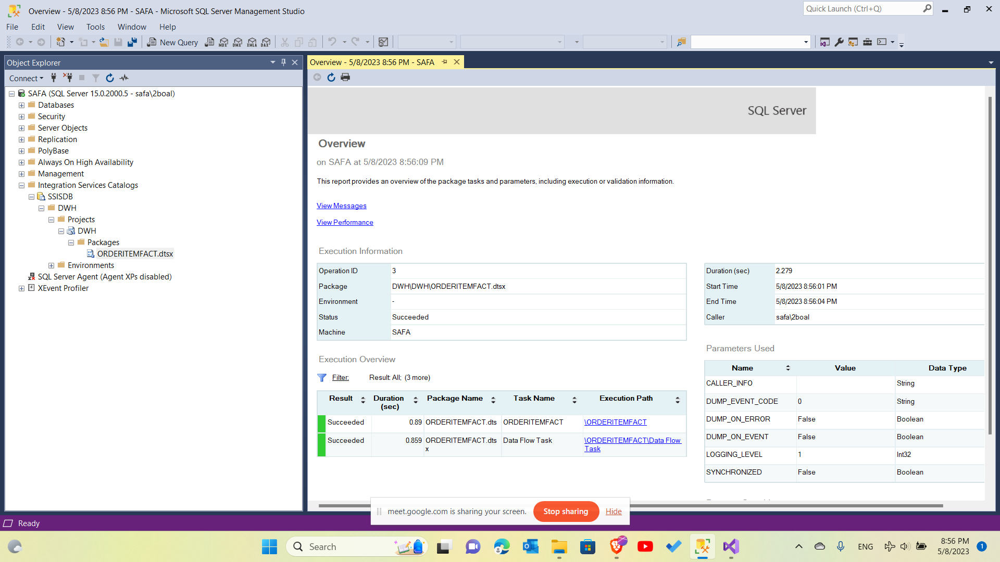 Overview - 5/8/2023 8:56 PM - SAFA - Microsoft SQL Server Management Studio
Quick Launch (Ctrl+Q)
File Edit View Tools Window Help
New Query MDX DMX XMLA DAX
Object Explorer
Overview - 5/8/2023 8:56 PM - SAFA
Connect
SAFA (SQL Server 15.0.2000.5 - safa\2boal)
Databases
Security
Server Objects
Replication
PolyBase
Always On High Availability
Management
Integration Services Catalogs
SSISDB
DWH
Projects
DWH
Packages
ORDERITEMFACT.dtsx
Environments
SQL Server Agent (Agent XPs disabled)
XEvent Profiler
SQL Server
Overview
on SAFA at 5/8/2023 8:56:09 PM
This report provides an overview of the package tasks and parameters, including execution or validation information.
View Messages
View Performance
Execution Information
Operation ID 3
Package DWH\DWH\ORDERITEMFACT.dtsx
Environment -
Status Succeeded
Machine SAFA
Duration (sec) 2.279
Start Time 5/8/2023 8:56:01 PM
End Time 5/8/2023 8:56:04 PM
Caller safa\2boal
Execution Overview
Filter: Result: All; (3 more)
Result Duration (sec) Package Name Task Name Execution Path
Succeeded 0.89 ORDERITEMFACT.dts ORDERITEMFACT \ORDERITEMFACT
Succeeded 0.859 ORDERITEMFACT.dts Data Flow Task \ORDERITEMFACT\Data Flow
x Task
Parameters Used
Name Value Data Type
CALLER_INFO String
DUMP_EVENT_CODE 0 String
DUMP_ON_ERROR False Boolean
DUMP_ON_EVENT False Boolean
LOGGING_LEVEL 1 Int32
SYNCHRONIZED False Boolean
meet.google.com is sharing your screen. Stop sharing Hide
Ready
Search
ENG
8:56 PM
5/8/2023
1